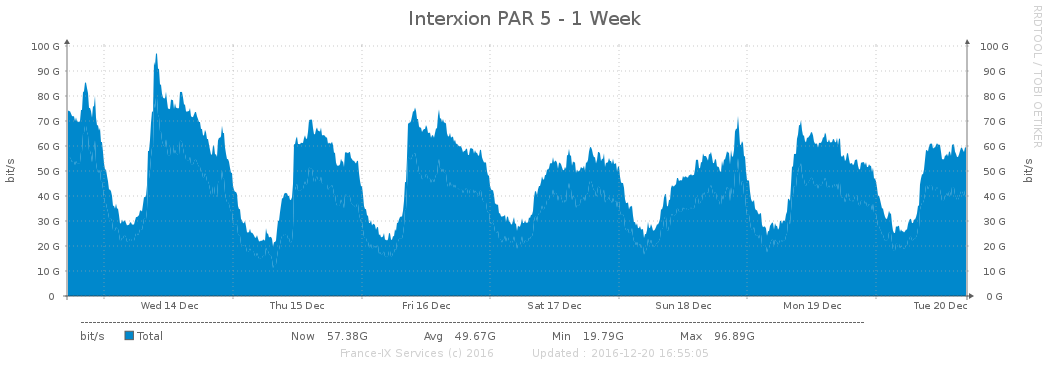 Interxion PAR 5 - 1 Week
RRDTOOL / TOBI OETIKER
bit/s
100 G
90 G
80 G
70 G
60 G
50 G
40 G
30 G
20 G
10 G
0
100 G
90 G
80 G
70 G
60 G
50 G
40 G
30 G
20 G
10 G
0 G
bit/s
Wed 14 Dec Thu 15 Dec Fri 16 Dec Sat 17 Dec Sun 18 Dec Mon 19 Dec Tue 20 Dec
bit/s Total Now 57.38G Avg 49.67G Min 19.79G Max 96.89G
France-IX Services (c) 2016 Updated : 2016-12-20 16:55:05